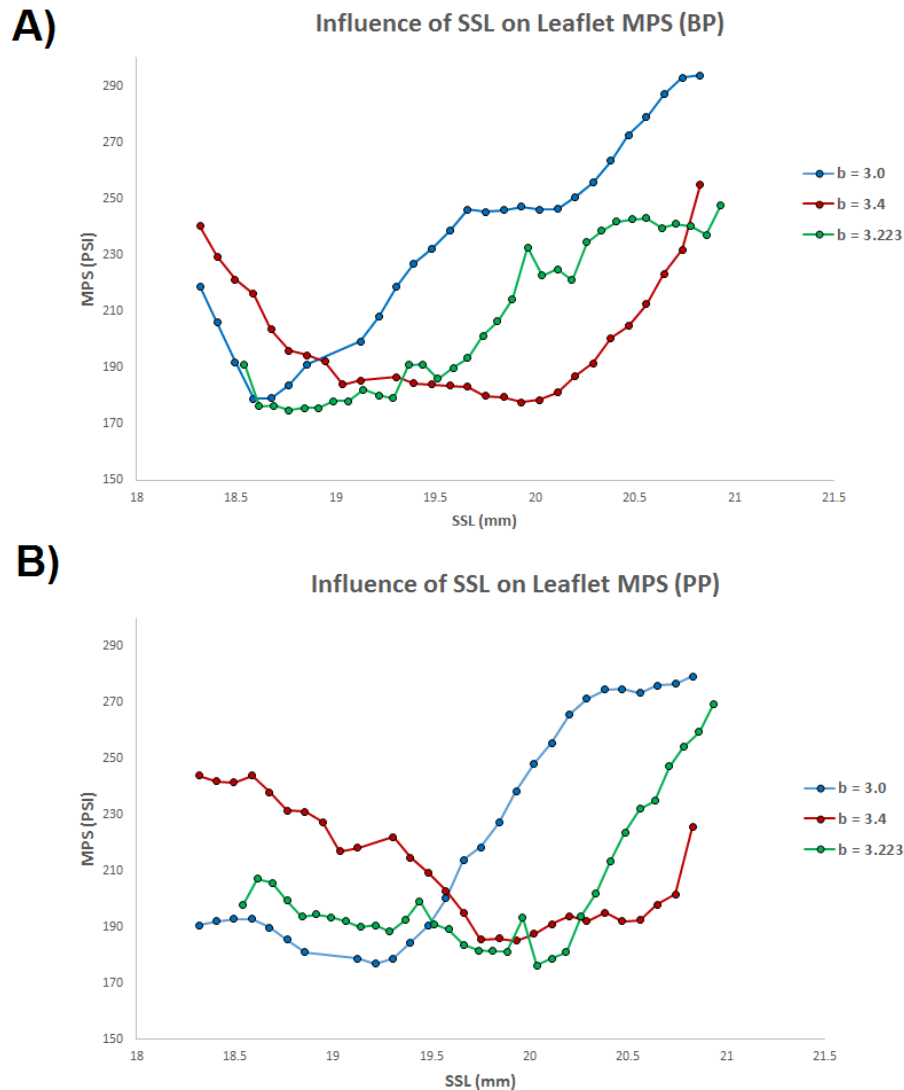 A)
Influence of SSL on Leaflet MPS (BP)
290
270
250
230
210
190
170
150
MPS (PSI)
18 18.5 19 19.5 20 20.5 21 21.5
SSL (mm)
b = 3.0
b = 3.4
b = 3.223
B)
Influence of SSL on Leaflet MPS (PP)
290
270
250
230
210
190
170
150
MPS (PSI)
18 18.5 19 19.5 20 20.5 21 21.5
SSL (mm)
b = 3.0
b = 3.4
b = 3.223